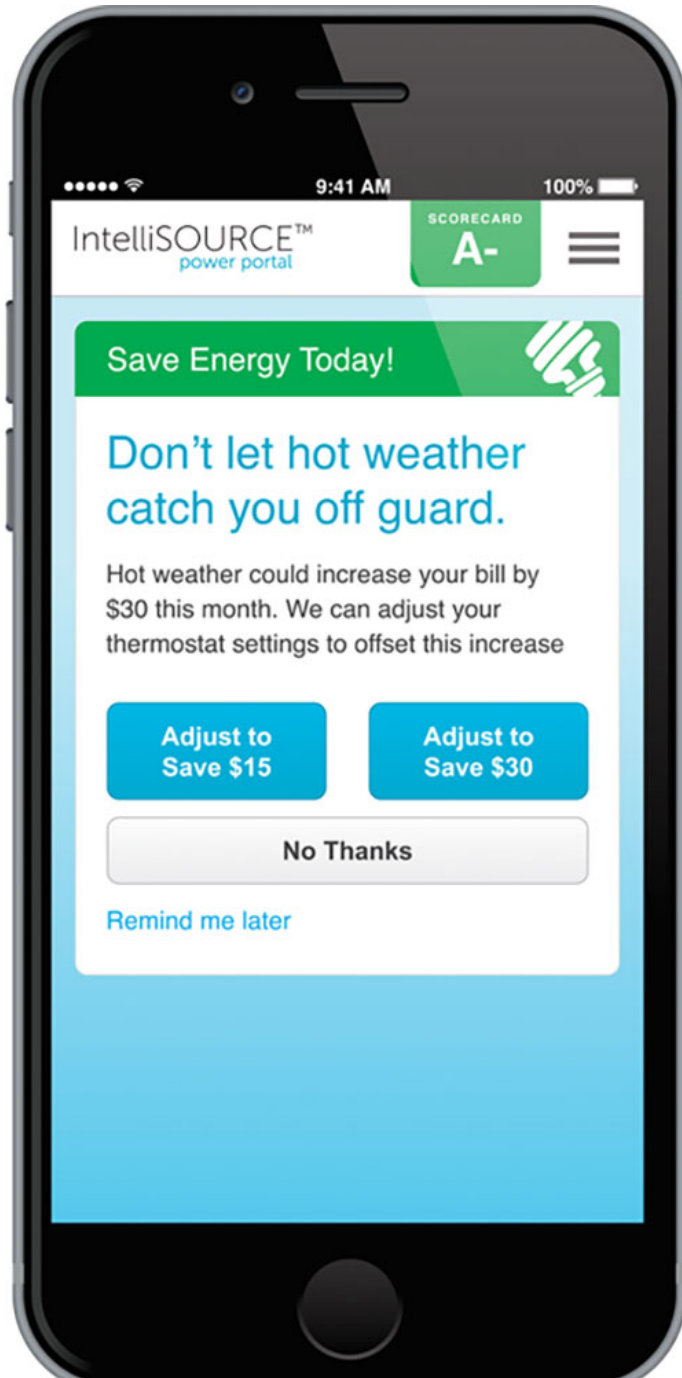 9:41 AM
100%
IntelliSOURCE™
power portal
SCORECARD
A-
Save Energy Today!
Don't let hot weather
catch you off guard.
Hot weather could increase your bill by
$30 this month. We can adjust your
thermostat settings to offset this increase
Adjust to
Save $15
Adjust to
Save $30
No Thanks
Remind me later